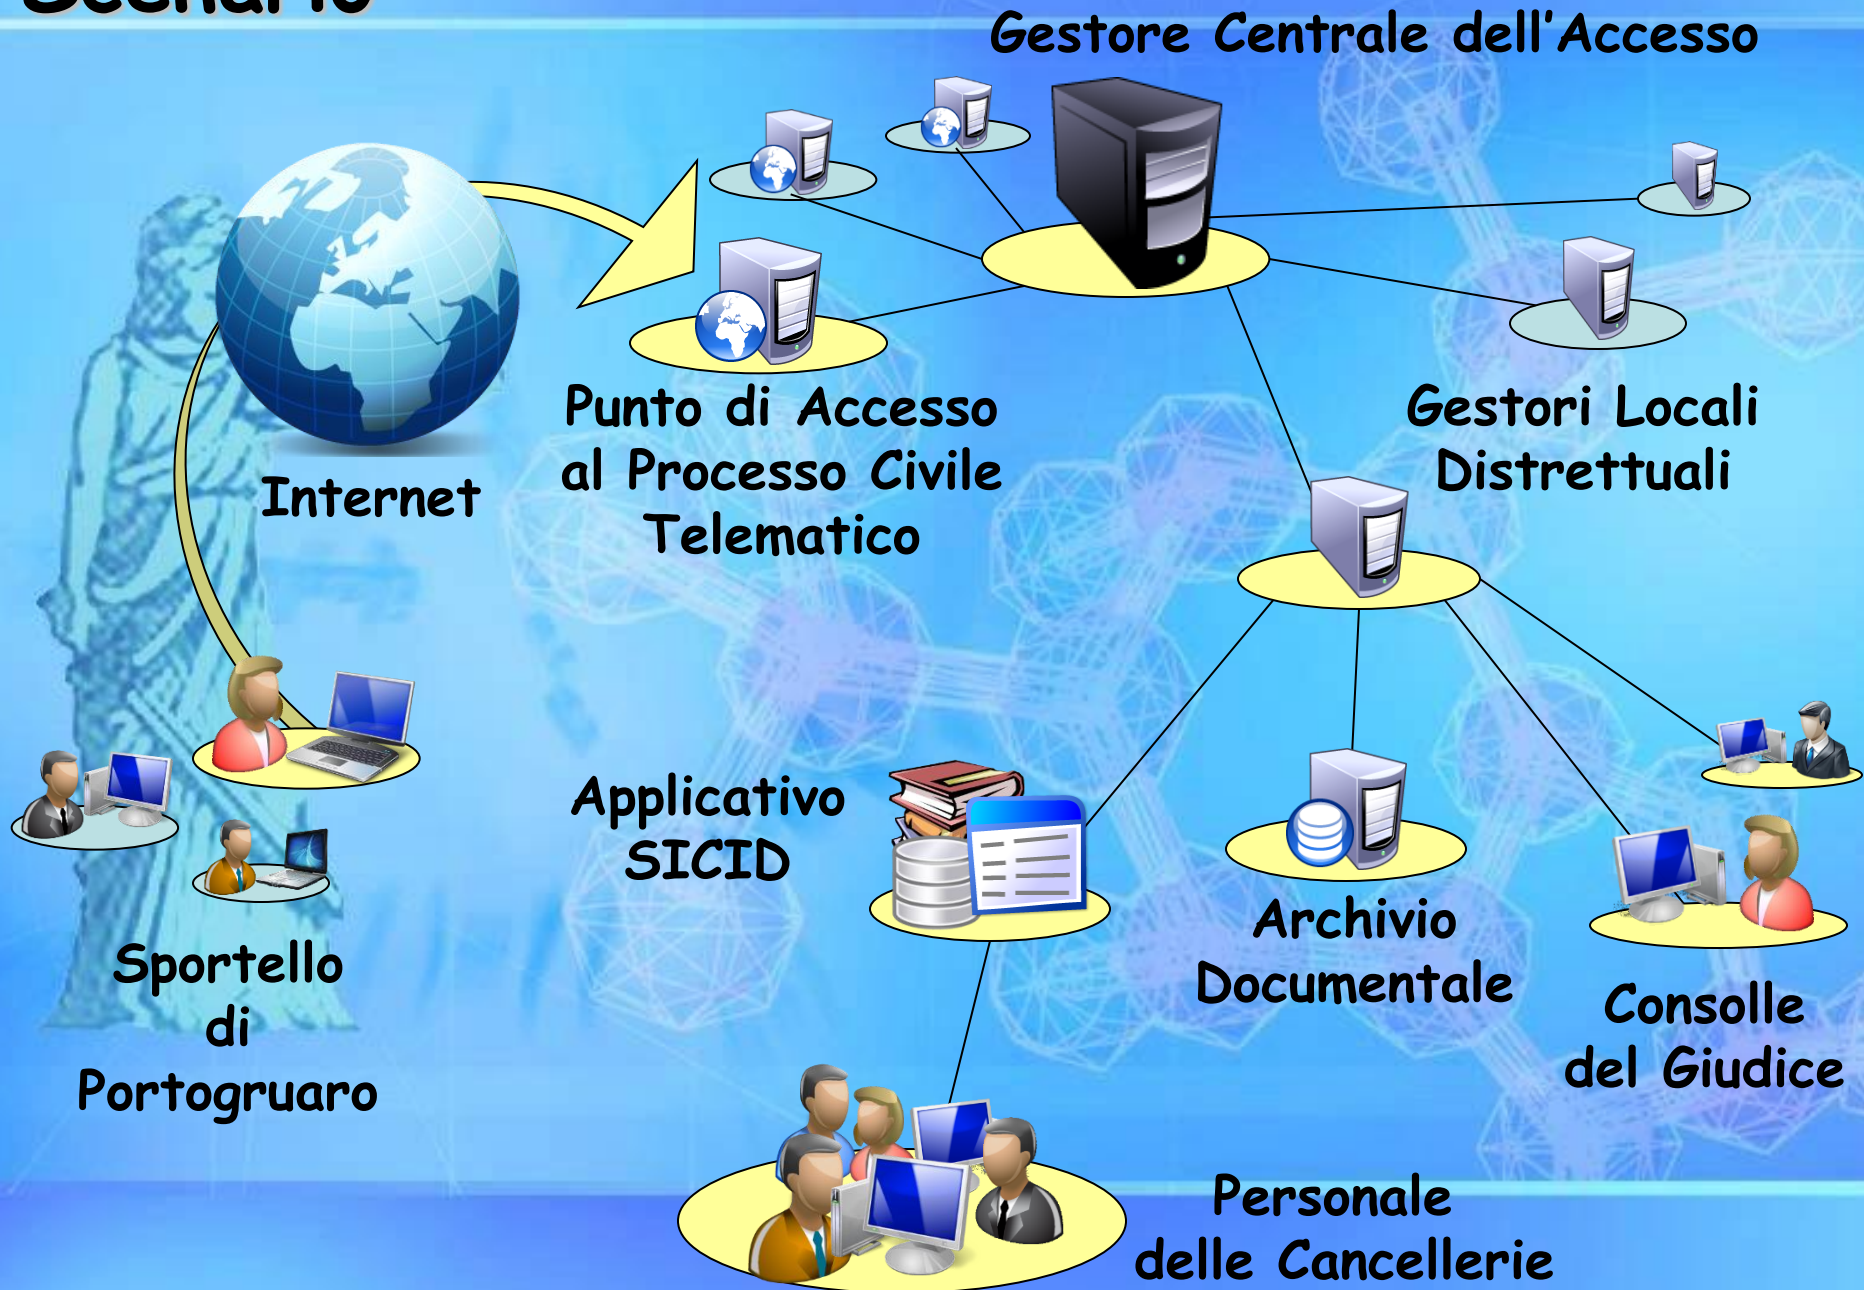 Scenario
Gestore Centrale dell'Accesso
Internet
Punto di Accesso
al Processo Civile
Telematico
Gestori Locali
Distrettuali
Sportello
di
Portogruaro
Applicativo
SICID
Archivio
Documentale
Consolle
del Giudice
Personale
delle Cancellerie